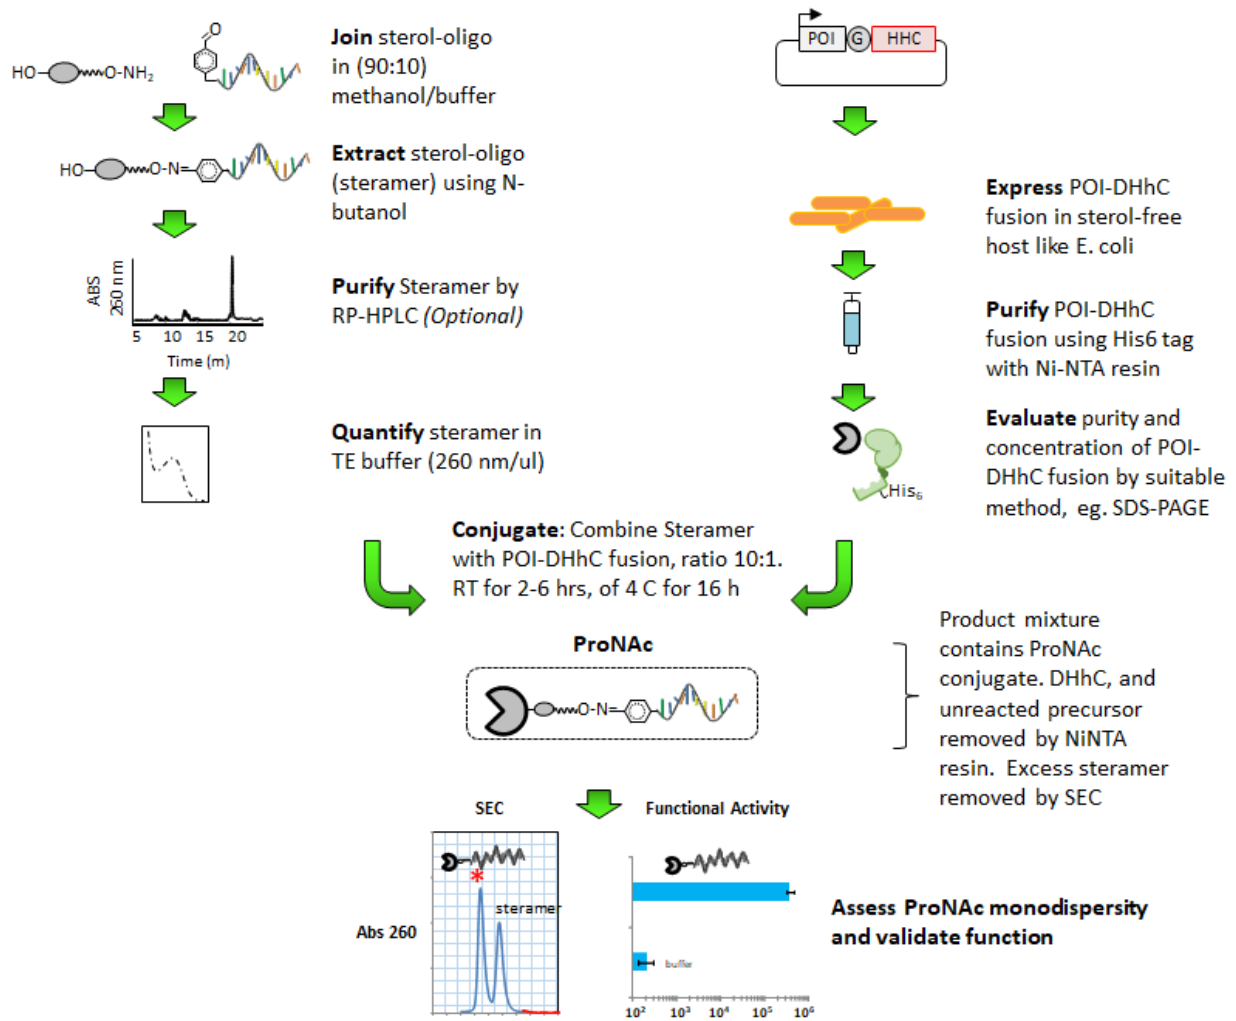 HO
O-NH₂
O
Join sterol-oligo
in (90:10)
methanol/buffer
HO
O-N=
Extract sterol-oligo
(steramer) using N-
butanol
ABS
260 nm
5 10 15 20
Time (m)
Purify Steramer by
RP-HPLC (Optional)
Quantify steramer in
TE buffer (260 nm/ul)
POI G HHC
Express POI-DHhC
fusion in sterol-free
host like E. coli
Purify POI-DHhC
fusion using His6 tag
with Ni-NTA resin
Evaluate purity and
concentration of POI-
DHhC fusion by suitable
method, eg. SDS-PAGE
His₆
Conjugate: Combine Steramer
with POI-DHhC fusion, ratio 10:1.
RT for 2-6 hrs, of 4 C for 16 h
ProNAc
O-N=
Product mixture
contains ProNAc
conjugate. DHhC, and
unreacted precursor
removed by NiNTA
resin. Excess steramer
removed by SEC
SEC
*
steramer
Abs 260
Functional Activity
buffer
10² 10³ 10⁴ 10⁵ 10⁶
Assess ProNAc monodispersity
and validate function